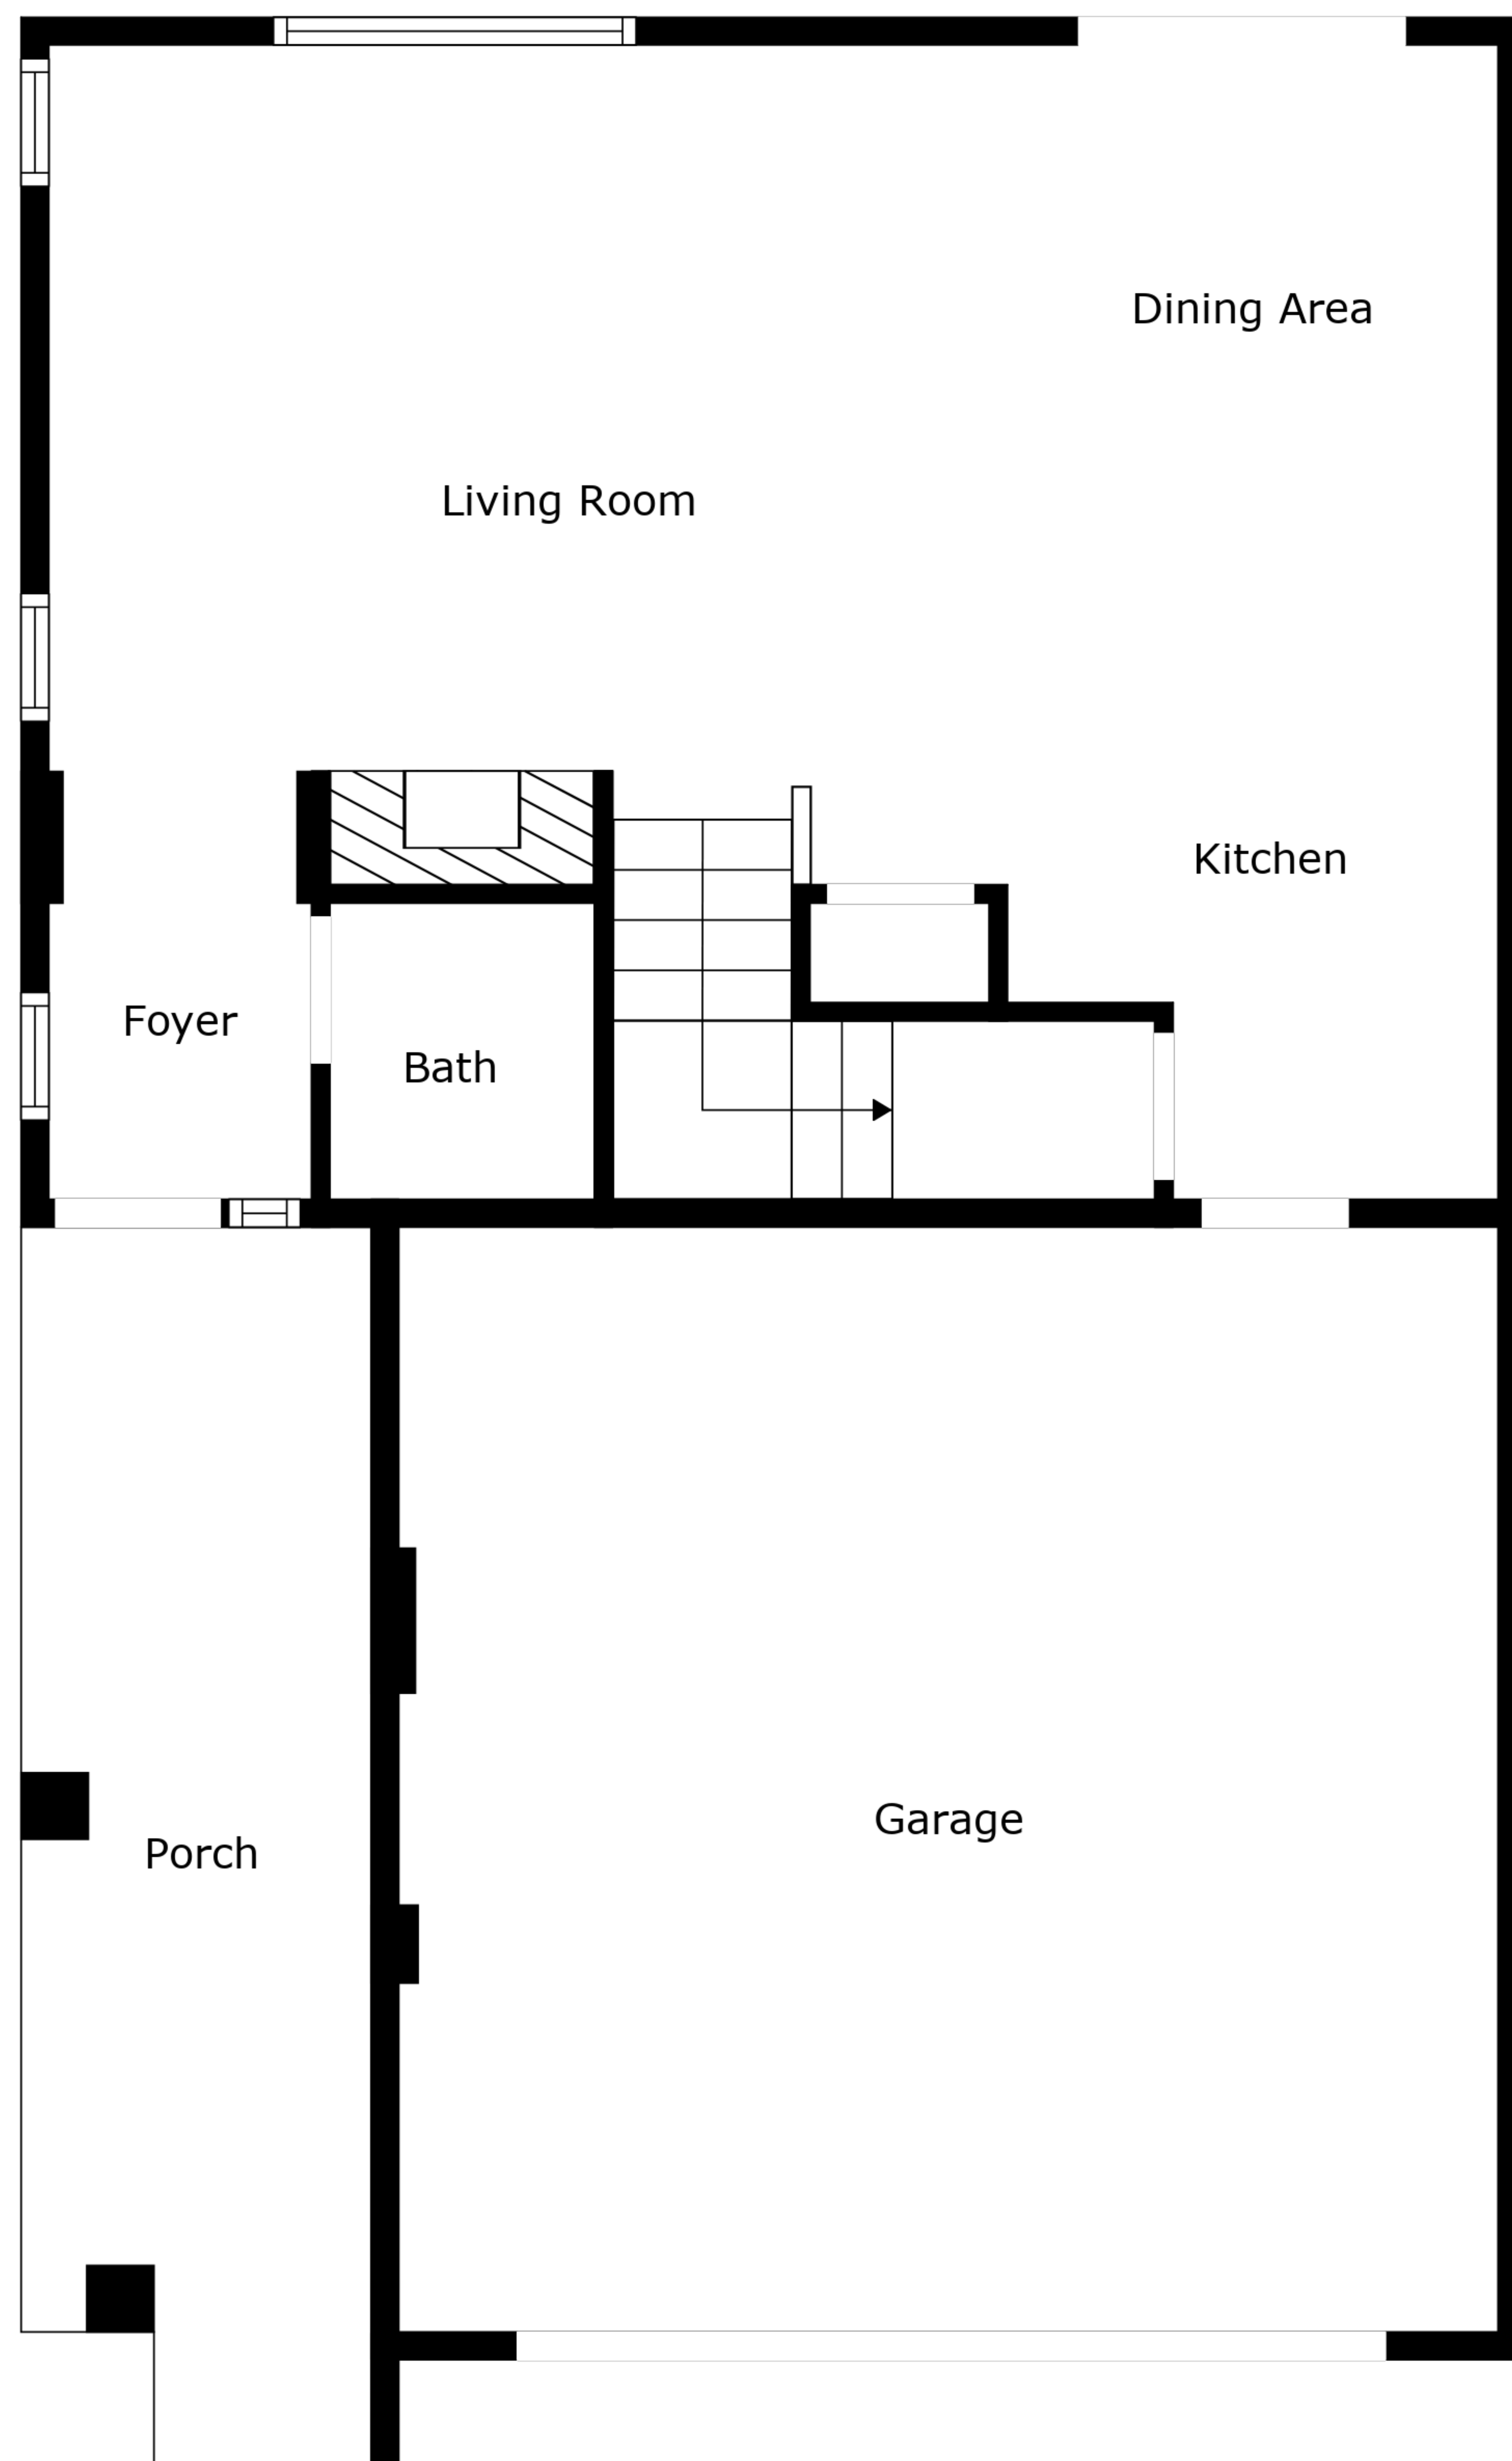 Dining Area
Living Room
Kitchen
Foyer
Bath
Garage
Porch